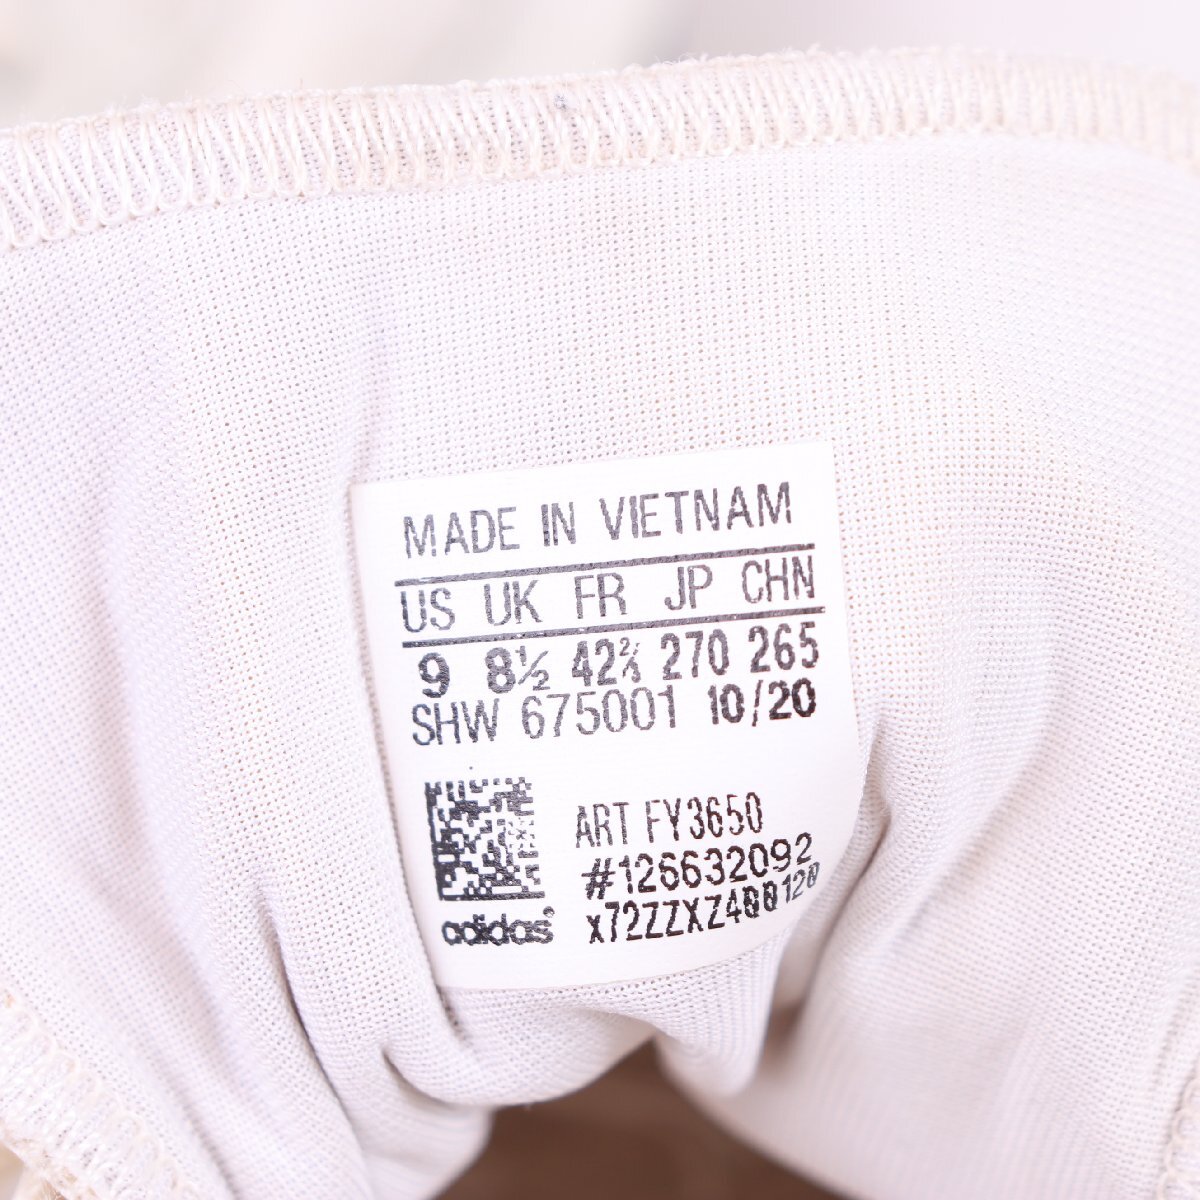 MADE IN VIETNAM
US UK FR JP CHN
9 8½ 42⅔ 270 265
SHW 675001 10/20
ART FY3650
#126632092
x72ZZXZ400120
adidas